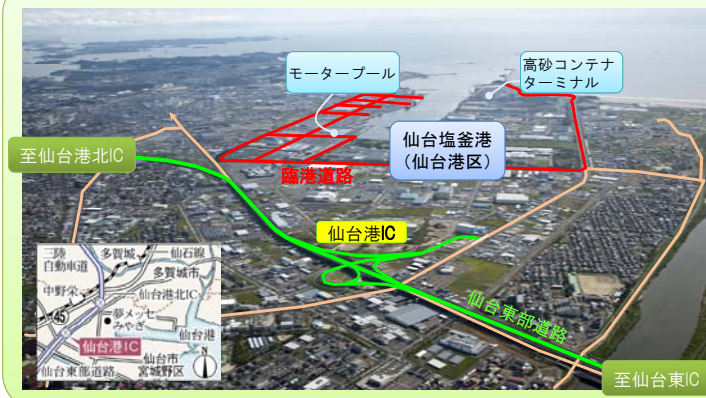 モータープール
高砂コンテナ
ターミナル
仙台塩釜港
(仙台港区)
至仙台港北IC
臨港道路
仙台港IC
仙台東部道路
至仙台東IC
三陸
自動車道
多賀城
仙石線
多賀城市
中野栄
仙台港北IC
45
夢メッセ
みやぎ
仙台港
仙台港IC
仙台市
宮城野区
仙台東部道路
N